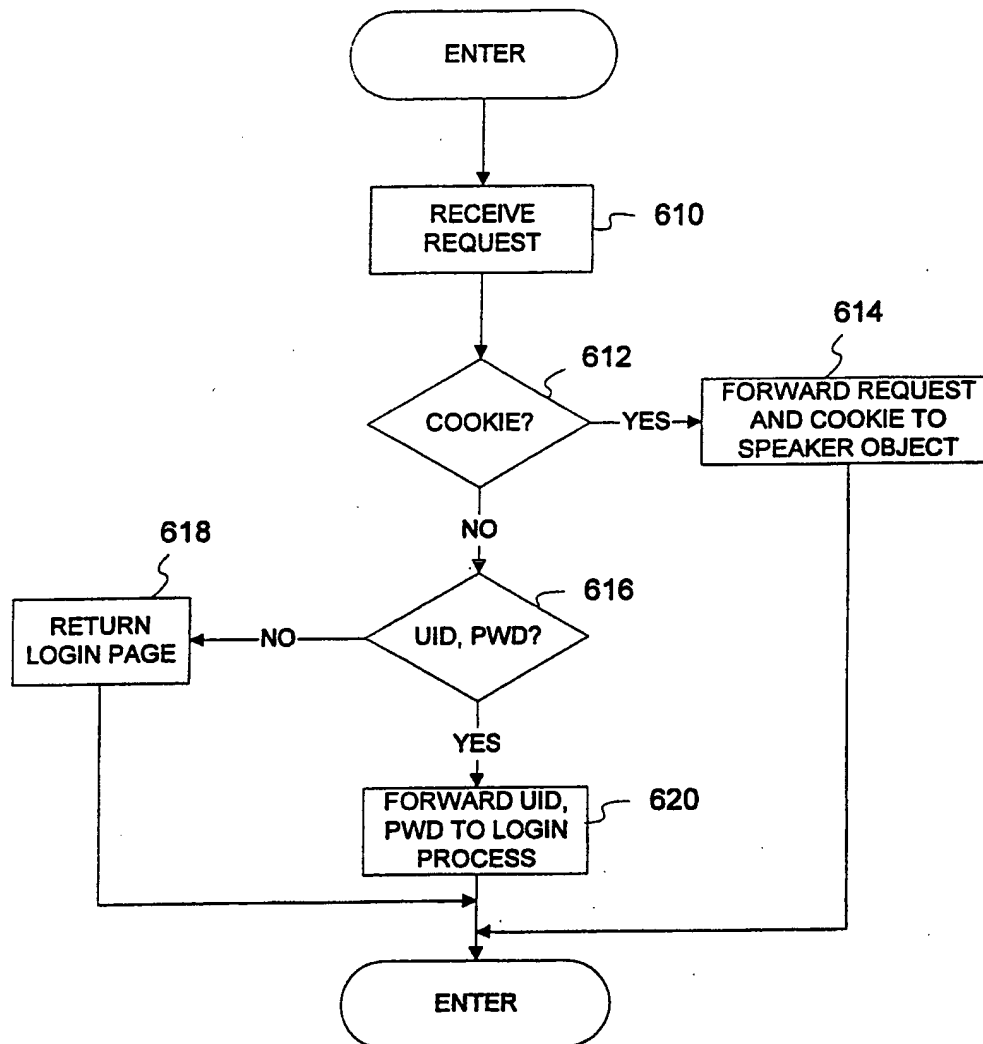 ENTER
RECEIVE
REQUEST
610
612
COOKIE?
YES
614
FORWARD REQUEST
AND COOKIE TO
SPEAKER OBJECT
NO
616
UID, PWD?
NO
618
RETURN
LOGIN PAGE
YES
FORWARD UID,
PWD TO LOGIN
PROCESS
620
ENTER